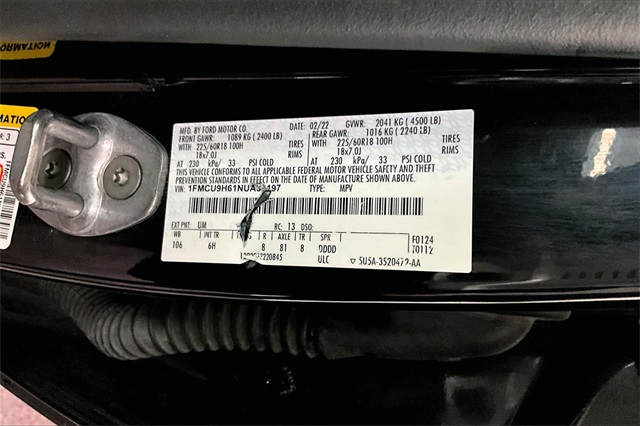 ORMATION
MATION
MFD. BY FORD MOTOR CO. DATE: 02/22 GVWR: 2041 KG ( 4500 LB)
FRONT GAWR: 1089 KG ( 2400 LB) REAR GAWR: 1016 KG ( 2240 LB)
WITH 225/60R18 100H TIRES WITH 225/60R18 100H TIRES
18x7.0J RIMS 18x7.0J RIMS
AT 230 kPa/ 33 PSI COLD AT 230 kPa/ 33 PSI COLD
THIS VEHICLE CONFORMS TO ALL APPLICABLE FEDERAL MOTOR VEHICLE SAFETY
AND THEFT PREVENTION STANDARDS IN EFFECT ON THE DATE OF MANUFACTURE SHOWN ABOVE.
VIN: TYPE: MPV
EXT PNT: UM RC: 13 DSO:
WB INT TR R AXLE TR SPR F0124
106 6H 8 81 8 DDDD T0112
ULC 5U5A-3520472-AA